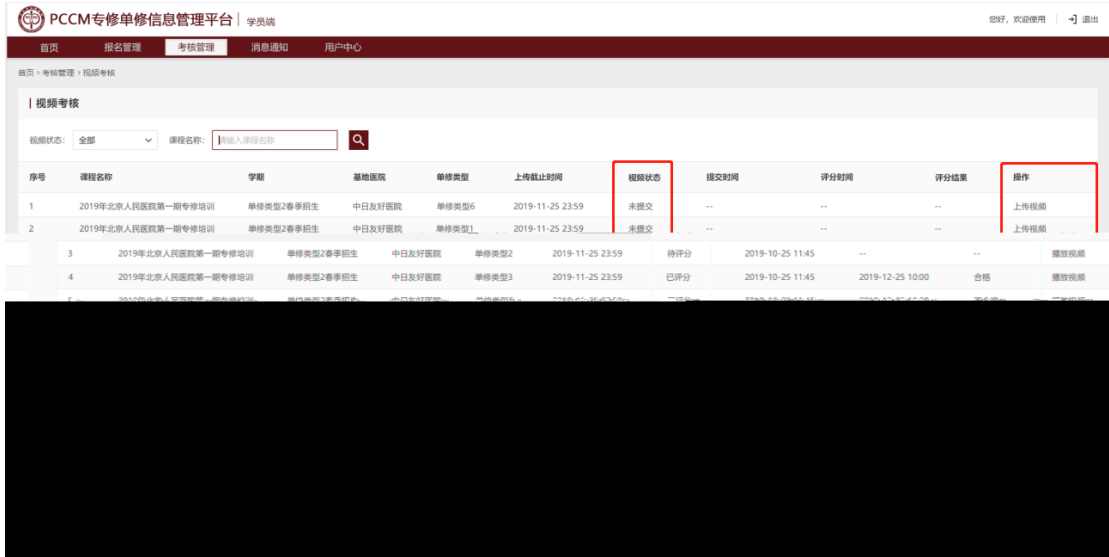 PCCM专修单修信息管理平台 | 学员端 您好，欢迎使用 | 退出
首页 报名管理 考核管理 消息通知 用户中心
首页 › 考核管理 › 视频考核
视频考核
视频状态: 全部 课程名称: 请输入课程名称
序号 课程名称 学期 基地医院 单修类型 上传截止时间 视频状态 提交时间 评分时间 评分结果 操作
1 2019年北京人民医院第一期专修培训 单修类型2春季招生 中日友好医院 单修类型6 2019-11-25 23:59 未提交 -- -- -- 上传视频
2 2019年北京人民医院第一期专修培训 单修类型2春季招生 中日友好医院 单修类型1 2019-11-25 23:59 未提交 -- -- -- 上传视频
3 2019年北京人民医院第一期专修培训 单修类型2春季招生 中日友好医院 单修类型2 2019-11-25 23:59 待评分 2019-10-25 11:45 -- -- 播放视频
4 2019年北京人民医院第一期专修培训 单修类型2春季招生 中日友好医院 单修类型3 2019-11-25 23:59 已评分 2019-10-25 11:45 2019-12-25 10:00 合格 播放视频